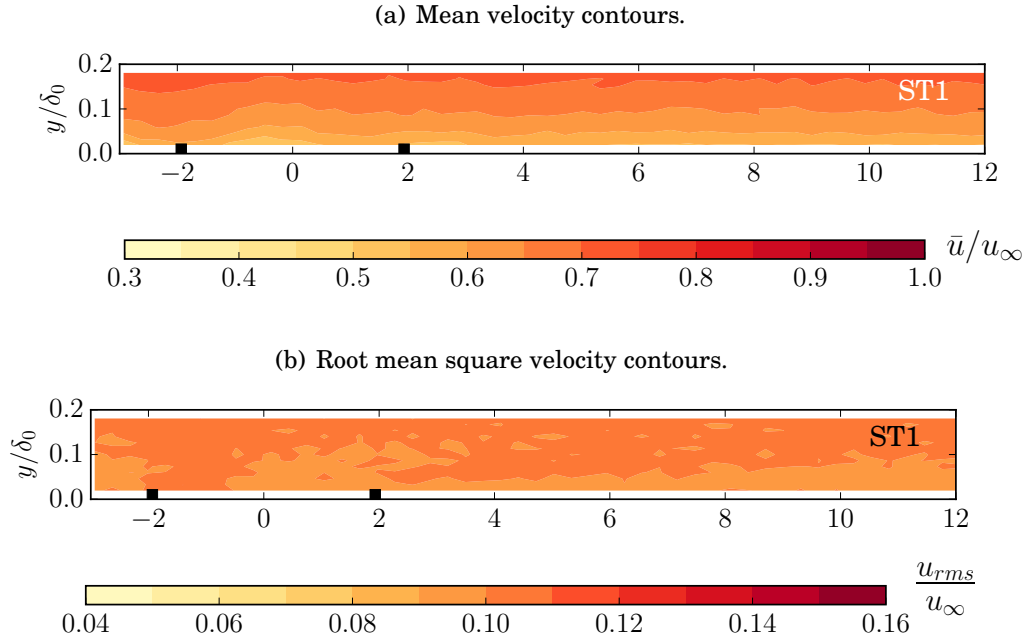 (a) Mean velocity contours.
0.2
0.1
0.0
y/δ₀
ST1
−2 0 2 4 6 8 10 12
0.3 0.4 0.5 0.6 0.7 0.8 0.9 1.0
ū/u∞
(b) Root mean square velocity contours.
0.2
0.1
0.0
y/δ₀
ST1
−2 0 2 4 6 8 10 12
0.04 0.06 0.08 0.10 0.12 0.14 0.16
u_rms
u∞